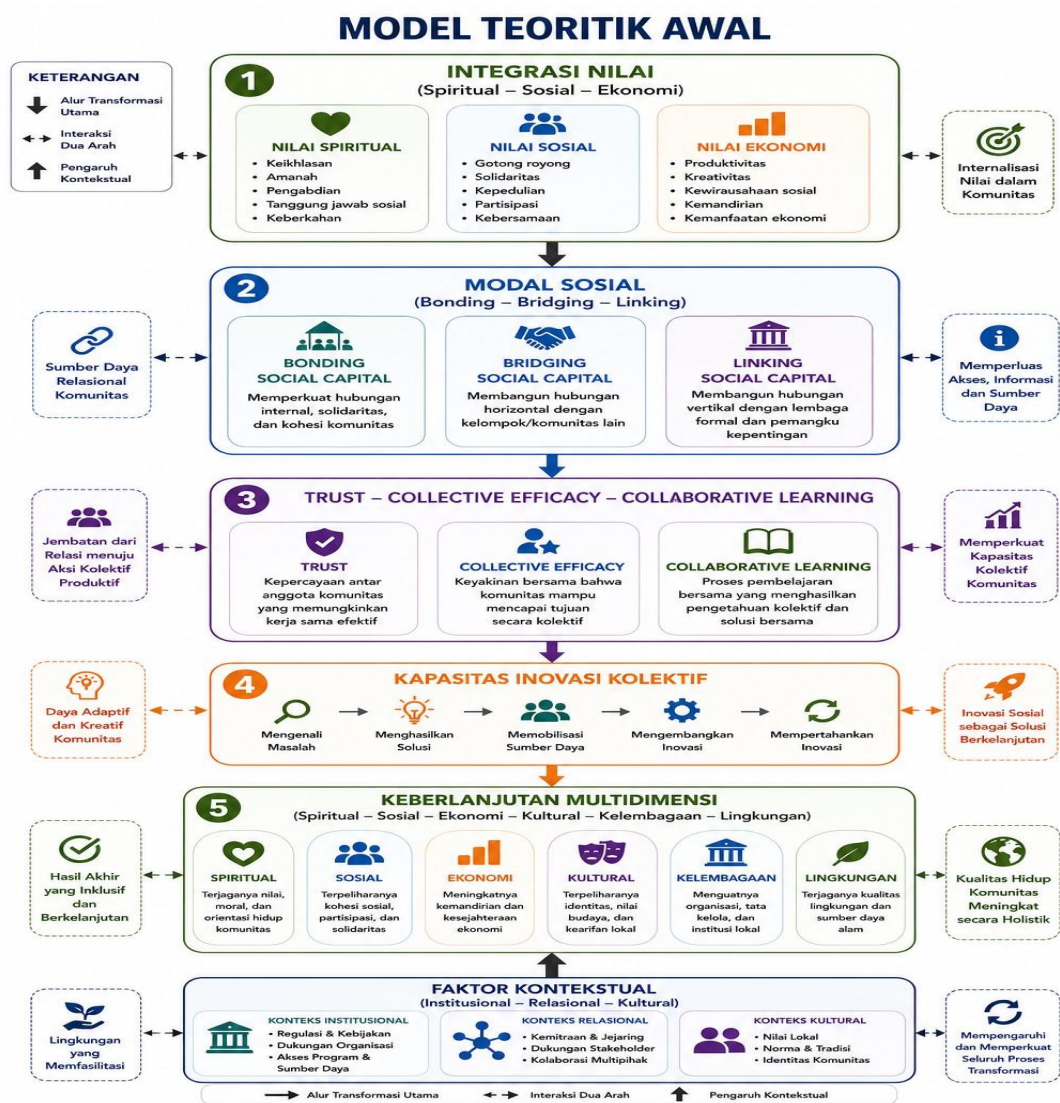 MODEL TEORITIK AWAL
KETERANGAN
Alur Transformasi
Utama
Interaksi
Dua Arah
Pengaruh
Kontekstual
1
INTEGRASI NILAI
(Spiritual – Sosial – Ekonomi)
NILAI SPIRITUAL
• Keikhlasan
• Amanah
• Pengabdian
• Tanggung jawab sosial
• Keberkahan
NILAI SOSIAL
• Gotong royong
• Solidaritas
• Kepedulian
• Partisipasi
• Kebersamaan
NILAI EKONOMI
• Produktivitas
• Kreativitas
• Kewirausahaan sosial
• Kemandirian
• Kemanfaatan ekonomi
Internalisasi
Nilai dalam
Komunitas
2
MODAL SOSIAL
(Bonding – Bridging – Linking)
Sumber Daya
Relasional
Komunitas
BONDING
SOCIAL CAPITAL
Memperkuat hubungan
internal, solidaritas,
dan kohesi komunitas
BRIDGING
SOCIAL CAPITAL
Membangun hubungan
horizontal dengan
kelompok/komunitas lain
LINKING
SOCIAL CAPITAL
Membangun hubungan
vertikal dengan lembaga
formal dan pemangku
kepentingan
i
Memperluas
Akses, Informasi
dan Sumber
Daya
3
TRUST – COLLECTIVE EFFICACY – COLLABORATIVE LEARNING
Jembatan dari
Relasi menuju
Aksi Kolektif
Produktif
TRUST
Kepercayaan antar
anggota komunitas
yang memungkinkan
kerja sama efektif
COLLECTIVE EFFICACY
Keyakinan bersama bahwa
komunitas mampu
mencapai tujuan
secara kolektif
COLLABORATIVE LEARNING
Proses pembelajaran
bersama yang menghasilkan
pengetahuan kolektif dan
solusi bersama
Memperkuat
Kapasitas
Kolektif
Komunitas
4
KAPASITAS INOVASI KOLEKTIF
Daya Adaptif
dan Kreatif
Komunitas
Mengenali
Masalah
Menghasilkan
Solusi
Memobilisasi
Sumber Daya
Mengembangkan
Inovasi
Mempertahankan
Inovasi
Inovasi Sosial
sebagai Solusi
Berkelanjutan
5
KEBERLANJUTAN MULTIDIMENSI
(Spiritual – Sosial – Ekonomi – Kultural – Kelembagaan – Lingkungan)
Hasil Akhir
yang Inklusif
dan
Berkelanjutan
SPIRITUAL
Terjaganya nilai,
moral, dan
orientasi hidup
komunitas
SOSIAL
Terpeliharanya
kohesi sosial,
partisipasi, dan
solidaritas
EKONOMI
Meningkatnya
kemandirian dan
kesejahteraan
ekonomi
KULTURAL
Terpeliharanya
identitas, nilai
budaya, dan
kearifan lokal
KELEMBAGAAN
Menguatnya
organisasi, tata
kelola, dan
institusi lokal
LINGKUNGAN
Terjaganya kualitas
lingkungan dan
sumber daya
alam
Kualitas Hidup
Komunitas
Meningkat
secara Holistik
FAKTOR KONTEKSTUAL
(Institusional – Relasional – Kultural)
Lingkungan
yang
Memfasilitasi
KONTEKS INSTITUSIONAL
• Regulasi & Kebijakan
• Dukungan Organisasi
• Akses Program &
Sumber Daya
KONTEKS RELASIONAL
• Kemitraan & Jejaring
• Dukungan Stakeholder
• Kolaborasi Multipihak
KONTEKS KULTURAL
• Nilai Lokal
• Norma & Tradisi
• Identitas Komunitas
Mempengaruhi
dan Memperkuat
Seluruh Proses
Transformasi
Alur Transformasi Utama
Interaksi Dua Arah
Pengaruh Kontekstual